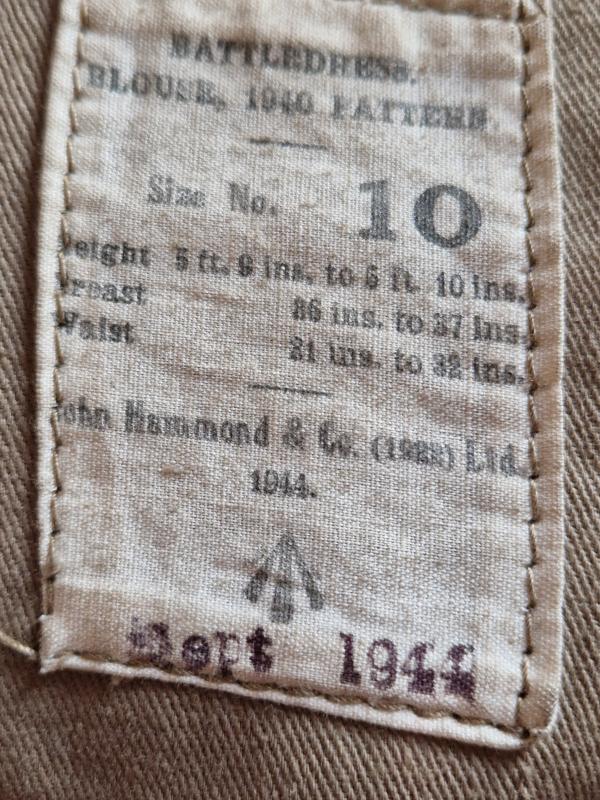 BATTLEDRESS.
BLOUSE, 1940 PATTERN.
Size No. 10
eight 5 ft. 9 ins. to 5 ft. 10 ins.
reast 36 ins. to 37 ins.
Waist 31 ins. to 32 ins.
ohn Hammond & Co. Ltd.
1944.
Sept 1944